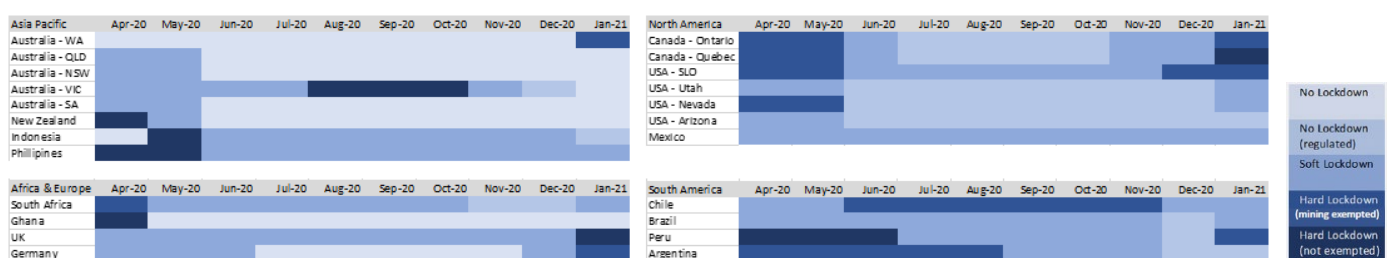 Asia Pacific Apr-20 May-20 Jun-20 Jul-20 Aug-20 Sep-20 Oct-20 Nov-20 Dec-20 Jan-21
Australia - WA
Australia - QLD
Australia - NSW
Australia - VIC
Australia - SA
New Zealand
Indonesia
Phillipines
North America Apr-20 May-20 Jun-20 Jul-20 Aug-20 Sep-20 Oct-20 Nov-20 Dec-20 Jan-21
Canada - Ontario
Canada - Quebec
USA - SLO
USA - Utah
USA - Nevada
USA - Arizona
Mexico
Africa & Europe Apr-20 May-20 Jun-20 Jul-20 Aug-20 Sep-20 Oct-20 Nov-20 Dec-20 Jan-21
South Africa
Ghana
UK
Germany
South America Apr-20 May-20 Jun-20 Jul-20 Aug-20 Sep-20 Oct-20 Nov-20 Dec-20 Jan-21
Chile
Brazil
Peru
Argentina
No Lockdown
No Lockdown
(regulated)
Soft Lockdown
Hard Lockdown
(mining exempted)
Hard Lockdown
(not exempted)